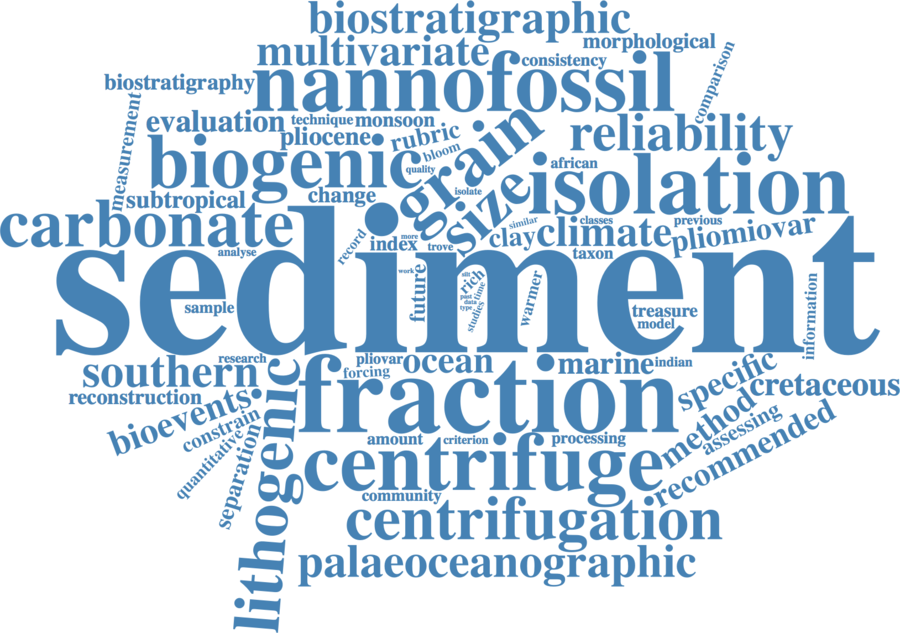 biostratigraphic
multivariate
morphological
consistency
comparison
biostratigraphy
nannofossil
measurement
evaluation
technique
monsoon
pliocene
rubric
bloom
quality
grain
reliability
biogenic
african
isolation
subtropical
change
isolate
size
carbonate
record
index
more
trove
similar
clay
classes
climate
previous
pliomiovar
taxon
analyse
sediment
work
future
silt
rich
past
time
data
type
studies
warmer
sample
treasure
model
information
research
southern
pliovar
forcing
ocean
marine
indian
specific
cretaceous
reconstruction
bioevents.
constrain
quantitative
separation
lithogenic
fraction
amount
criterion
processing
method
assessing
recommended
centrifuge
community
centrifugation
palaeoceanographic